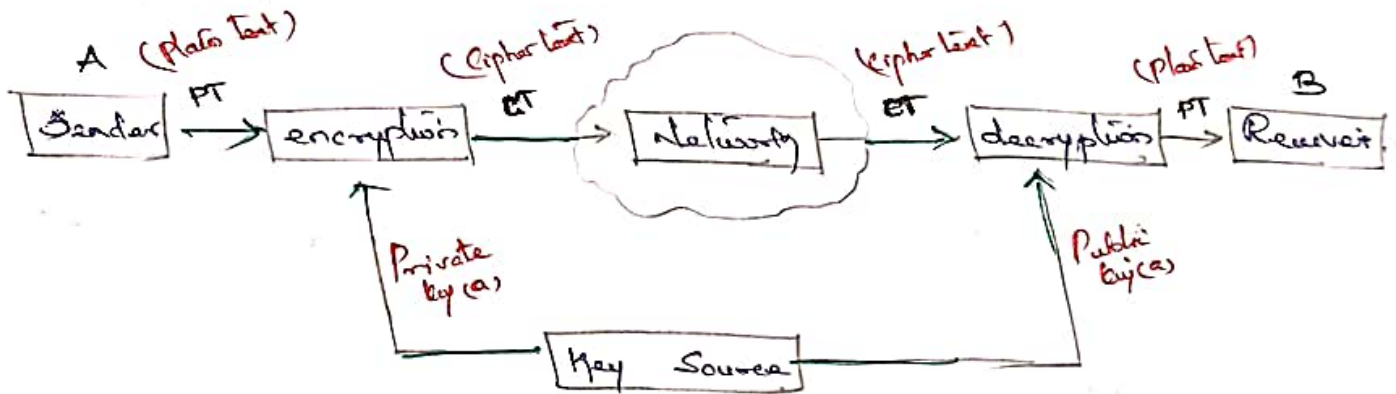 A (Plain text) (Cipher text) (Cipher text) (Plain text) B
Sender PT encryption CT Network CT decryption PT Receiver
Private
key(a)
Public
key(a)
Key Source